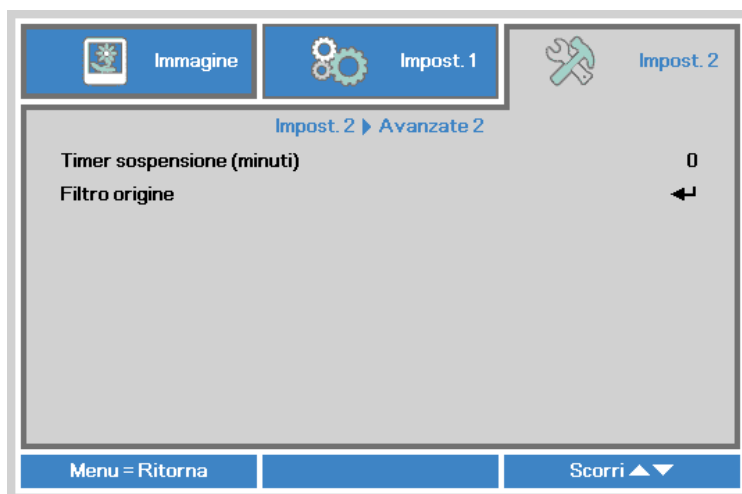 Immagine
Impost. 1
Impost. 2
Impost. 2 ▶ Avanzate 2
Timer sospensione (minuti) 0
Filtro origine ↵
Menu = Ritorna
Scorri ▲▼